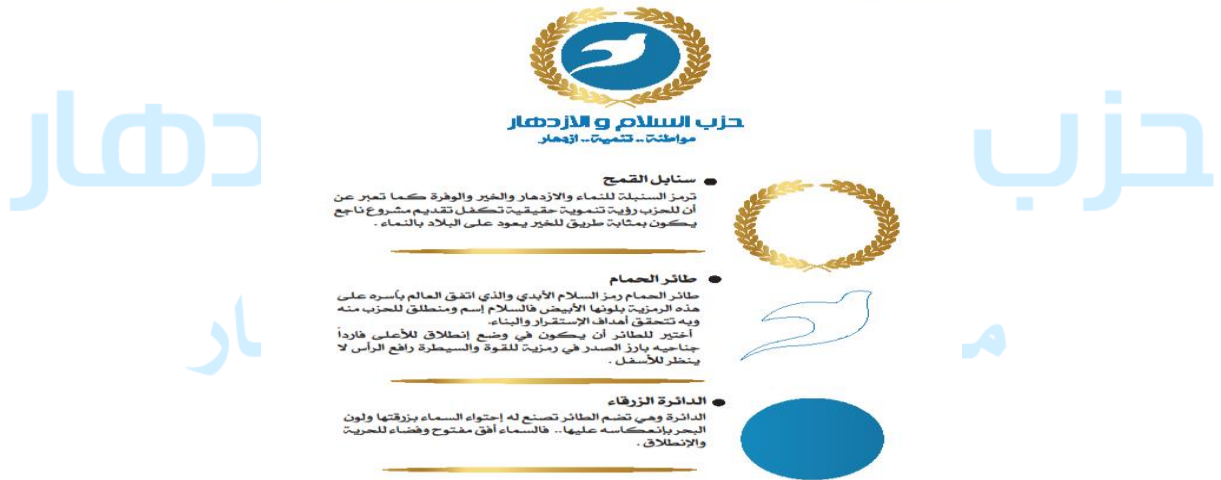 حزب السلام و الازدهار
مواطنة .. تنمية.. ازدهار
حزب
دهار
سنابل القمح
ترمز السنبلة للنماء والازدهار والخير والوفرة كما تعبر عن
أن للحزب رؤية تنموية حقيقية تكفل تقديم مشروع ناجع
يكون بمثابة طريق للخير يعود على البلاد بالنماء .
طائر الحمام
طائر الحمام رمز السلام الأبدي والذي اتفق العالم بأسره على
هذه الرمزية بلونها الأبيض فالسلام إسم ومنطلق للحزب منه
وبه تتحقق أهداف الإستقرار والبناء.
أختير للطائر أن يكون في وضع إنطلاق للأعلى فارداً
جناحيه بارز الصدر في رمزية للقوة والسيطرة رافع الرأس لا
ينظر للأسفل .
مـ
ـار
الدائرة الزرقاء
الدائرة وهي تضم الطائر تصنع له إحتواء السماء بزرقتها ولون
البحر بإنعكاسه عليها.. فالسماء أفق مفتوح وفضاء للحرية
والإنطلاق .